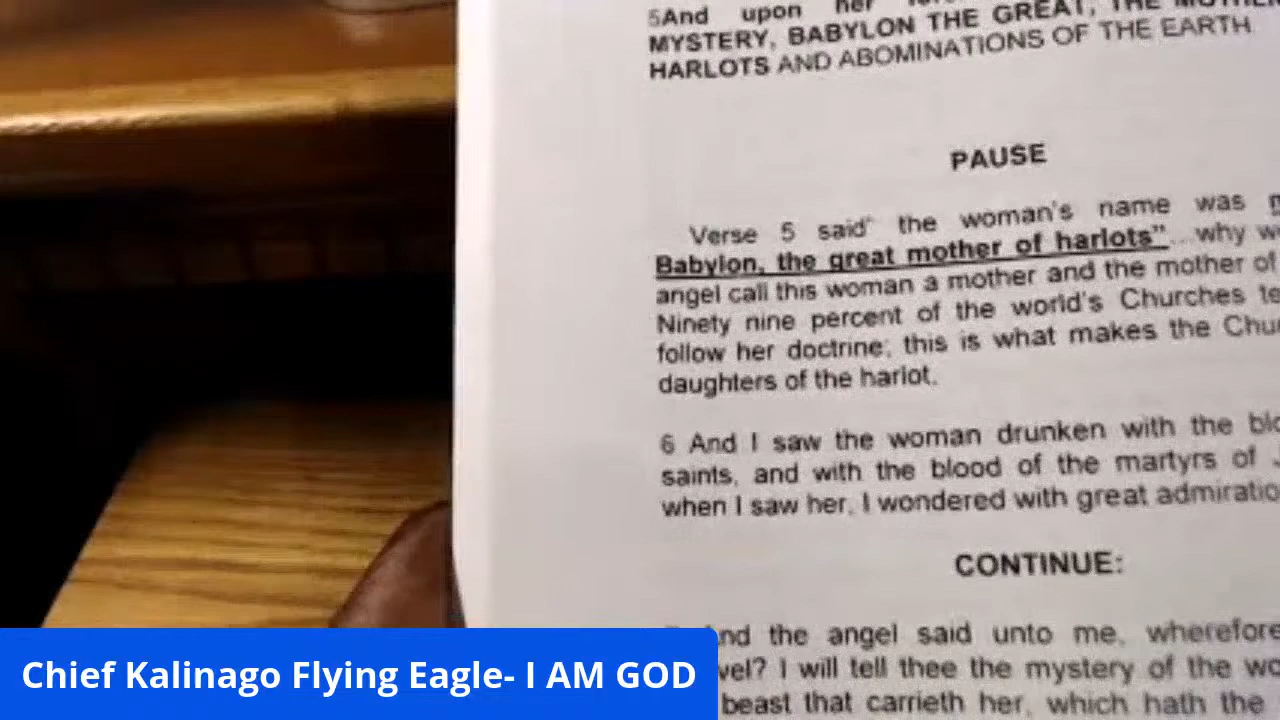 5And upon her
MYSTERY, BABYLON THE GREAT, THE MOTHER
HARLOTS AND ABOMINATIONS OF THE EARTH
PAUSE
Verse 5 said" the woman's name was
Babylon, the great mother of harlots"... why
angel call this woman a mother and the mother of
Ninety nine percent of the world's Churches
follow her doctrine; this is what makes the
daughters of the harlot.
6 And I saw the woman drunken with the
saints, and with the blood of the martyrs of
when I saw her, I wondered with great
CONTINUE:
And the angel said unto me, wherefore
I will tell thee the mystery of the
beast that carrieth her, which hath the
Chief Kalinago Flying Eagle- I AM GOD